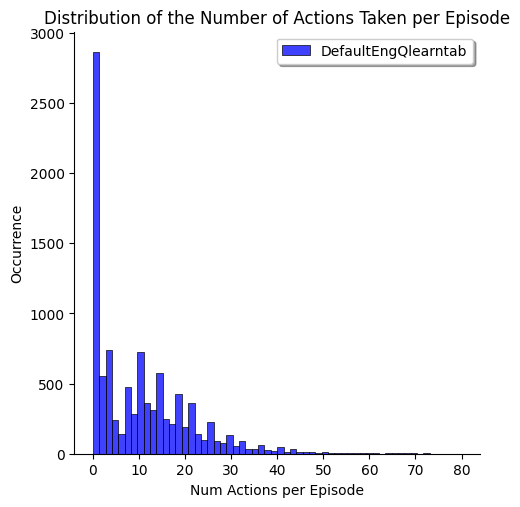 Distribution of the Number of Actions Taken per Episode
DefaultEngQlearntab
3000
2500
2000
1500
1000
500
0
Occurrence
0 10 20 30 40 50 60 70 80
Num Actions per Episode